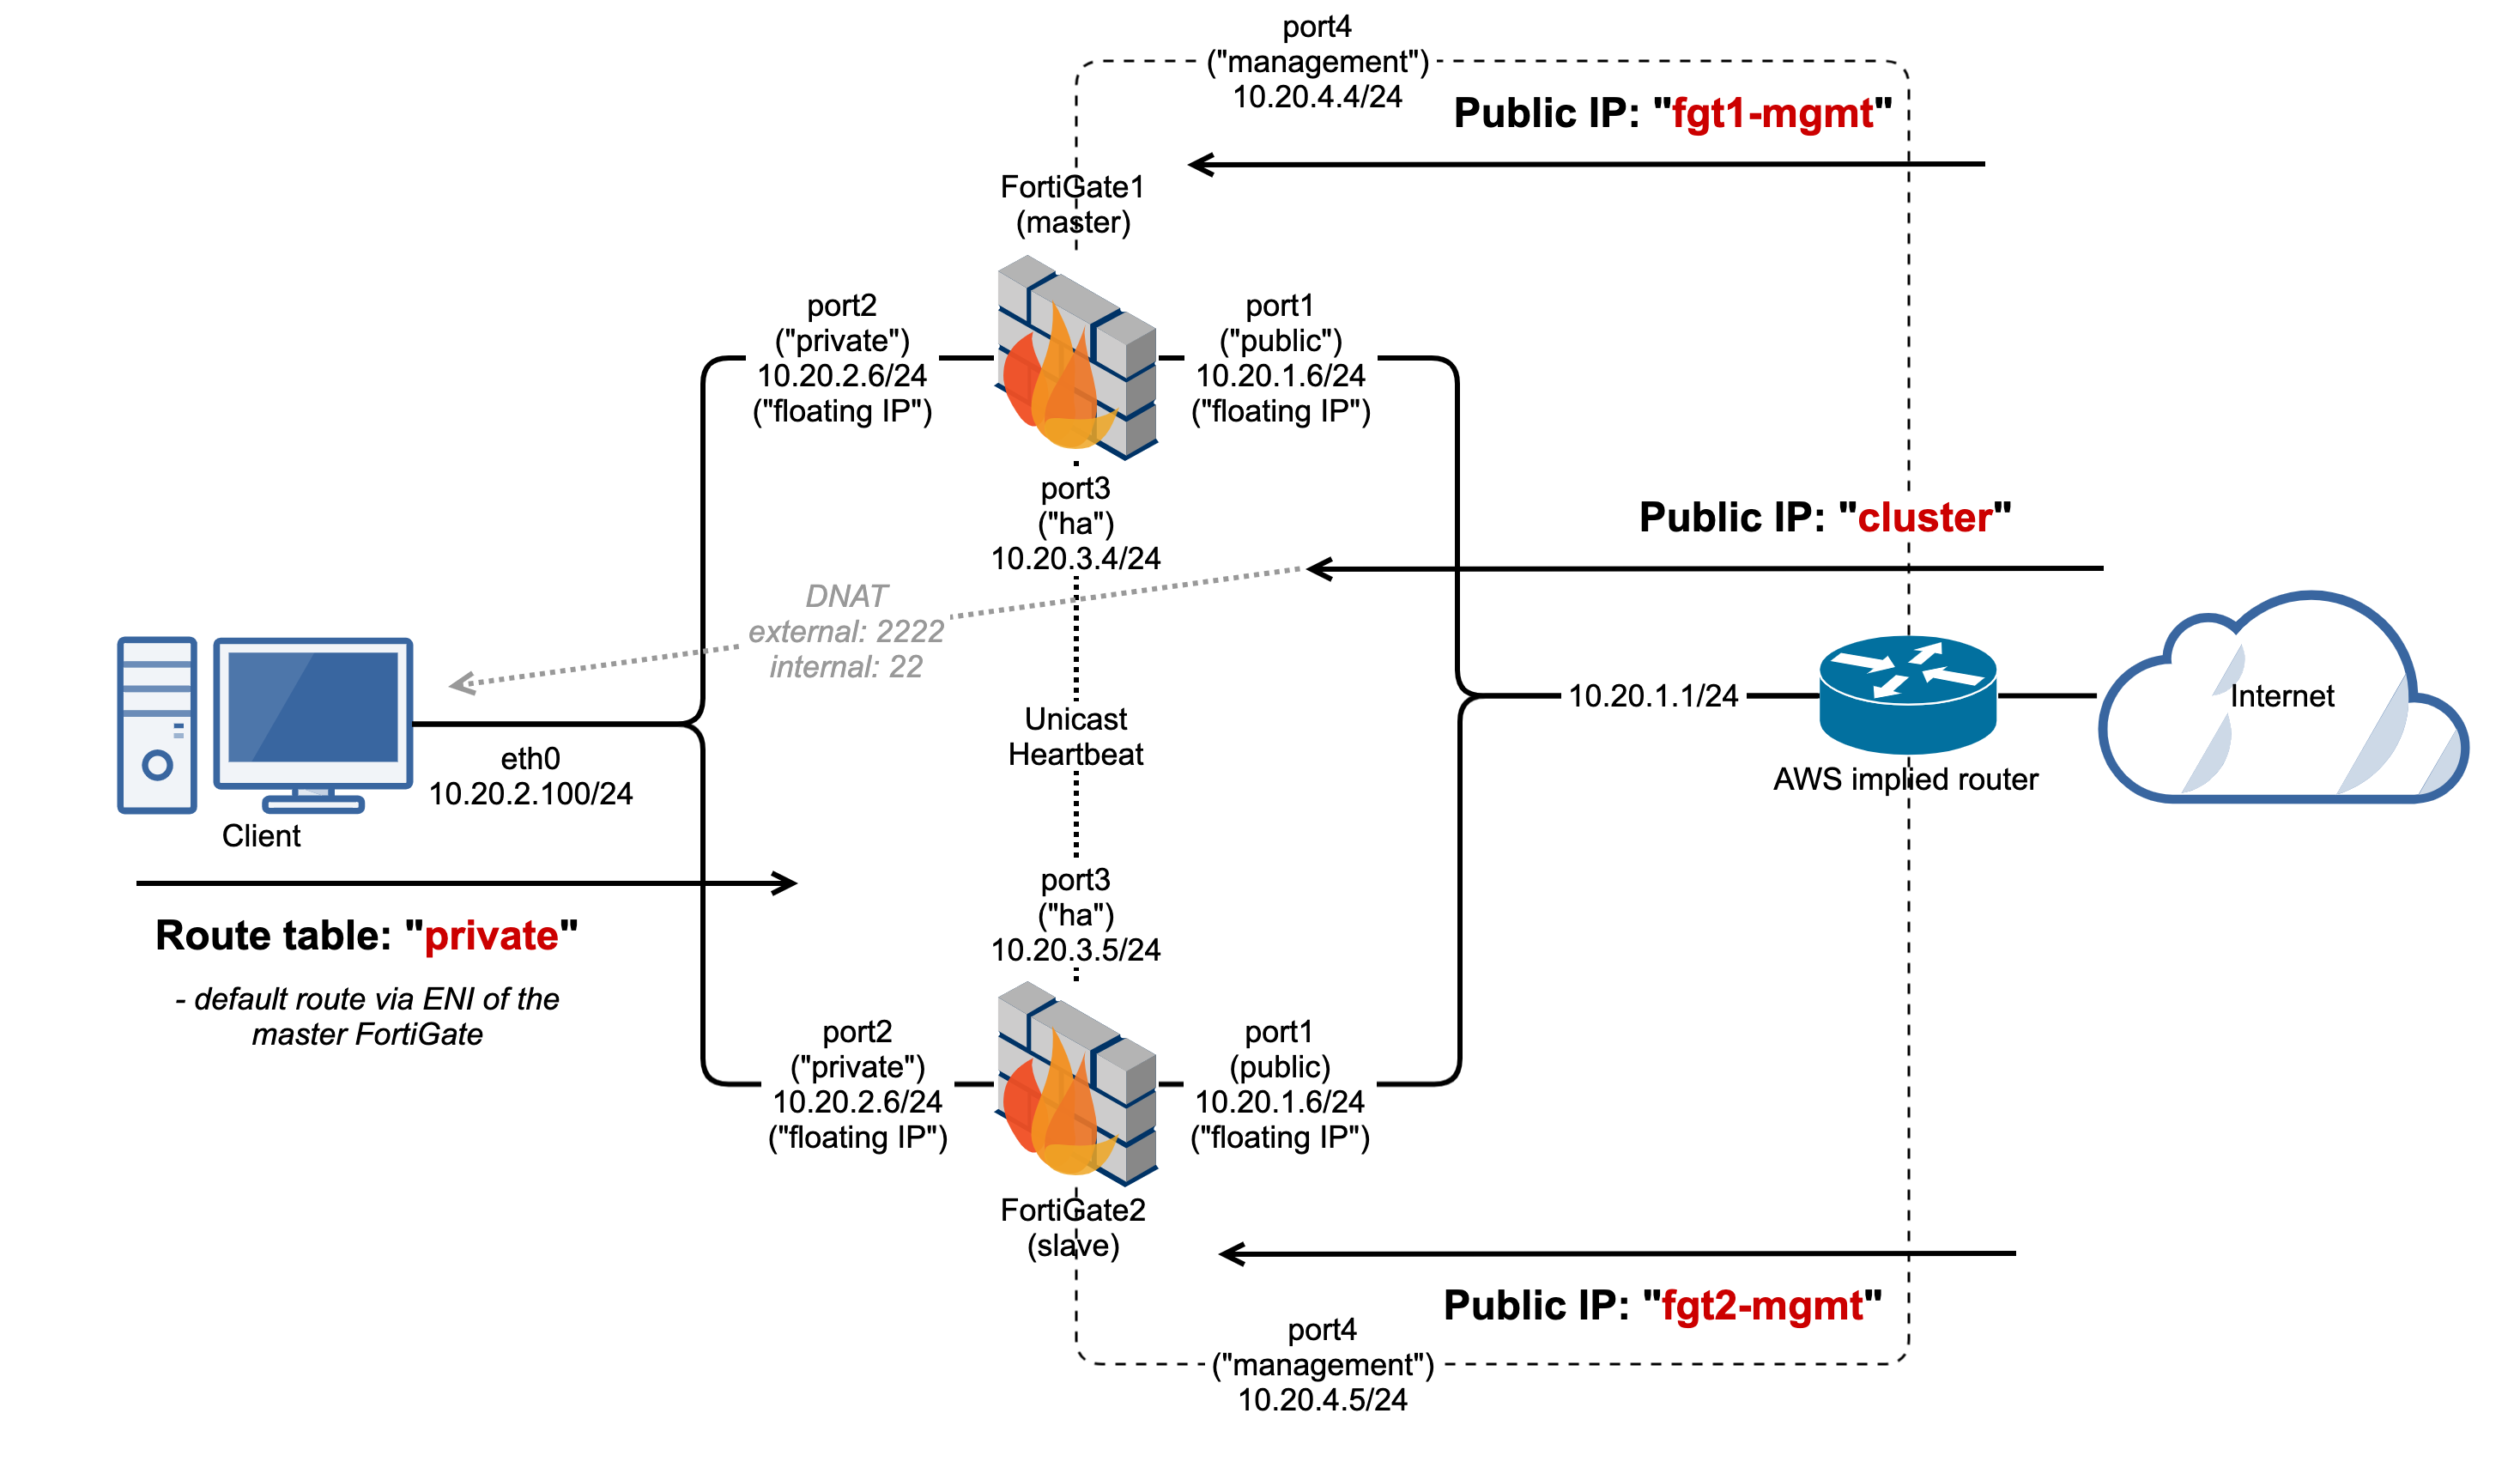 port4
("management")
10.20.4.4/24
Public IP: "fgt1-mgmt"
FortiGate1
(master)
port2
("private")
10.20.2.6/24
("floating IP")
port1
("public")
10.20.1.6/24
("floating IP")
port3
("ha")
10.20.3.4/24
Public IP: "cluster"
DNAT
external: 2222
internal: 22
Unicast
Heartbeat
10.20.1.1/24
Internet
AWS implied router
eth0
10.20.2.100/24
Client
Route table: "private"
- default route via ENI of the
master FortiGate
port3
("ha")
10.20.3.5/24
port2
("private")
10.20.2.6/24
("floating IP")
port1
(public)
10.20.1.6/24
("floating IP")
FortiGate2
(slave)
Public IP: "fgt2-mgmt"
port4
("management")
10.20.4.5/24